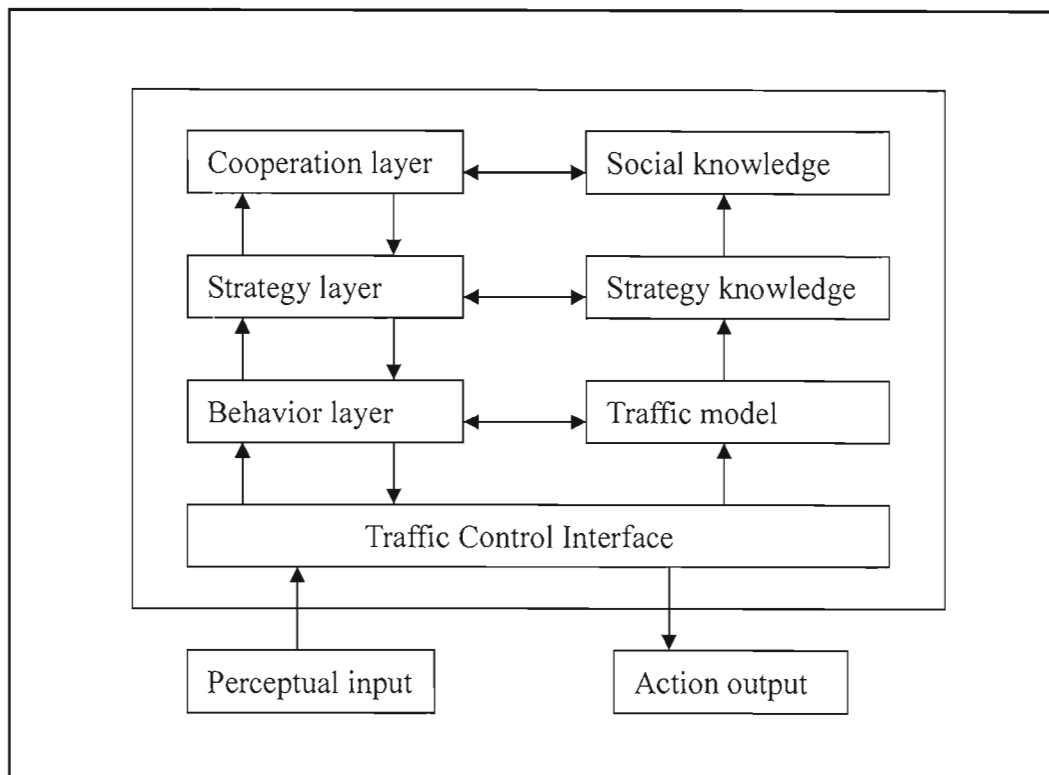 Cooperation layer
Social knowledge
Strategy layer
Strategy knowledge
Behavior layer
Traffic model
Traffic Control Interface
Perceptual input
Action output